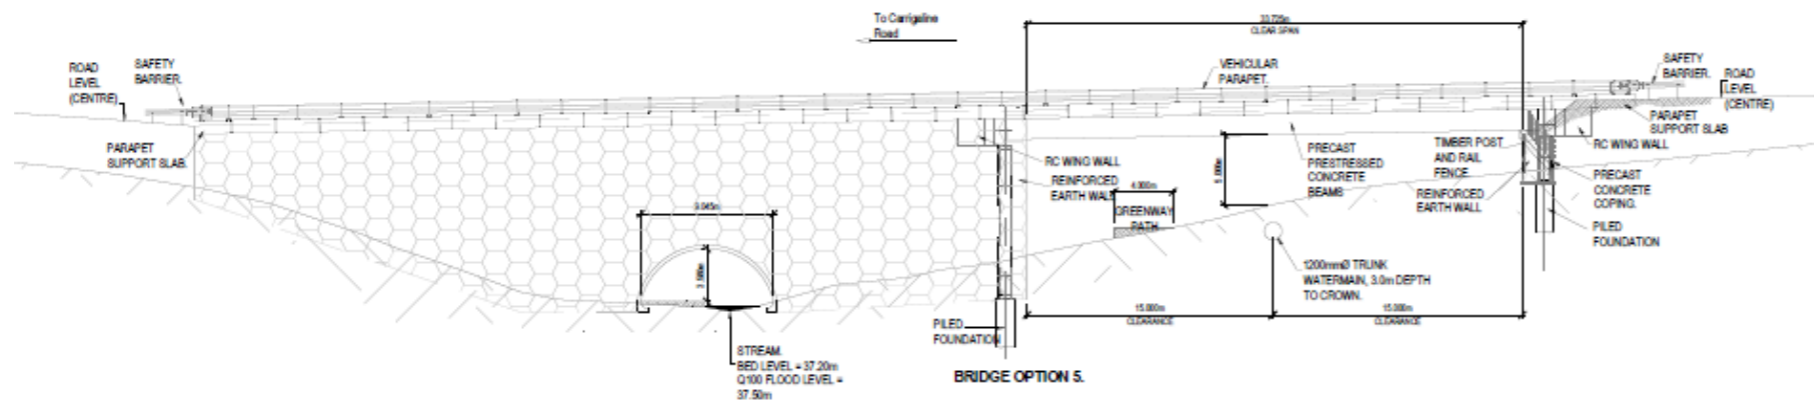 To Carrigaline
Road
33.725m
CLEAR SPAN
ROAD
LEVEL
(CENTRE)
SAFETY
BARRIER.
VEHICULAR
PARAPET.
SAFETY
BARRIER.
ROAD
LEVEL
(CENTRE)
PARAPET
SUPPORT SLAB.
RC WING WALL
REINFORCED
EARTH WALL
PRECAST
PRESTRESSED
CONCRETE
BEAMS
TIMBER POST
AND RAIL
FENCE.
REINFORCED
EARTH WALL
PARAPET
SUPPORT SLAB
RC WING WALL
PRECAST
CONCRETE
COPING.
PILED
FOUNDATION
4.000m
GREENWAY
PATH
1200mmØ TRUNK
WATERMAIN, 3.0m DEPTH
TO CROWN.
15.000m
CLEARANCE
15.000m
CLEARANCE
PILED
FOUNDATION
STREAM.
BED LEVEL = 37.20m
Q100 FLOOD LEVEL =
37.50m
BRIDGE OPTION 5.